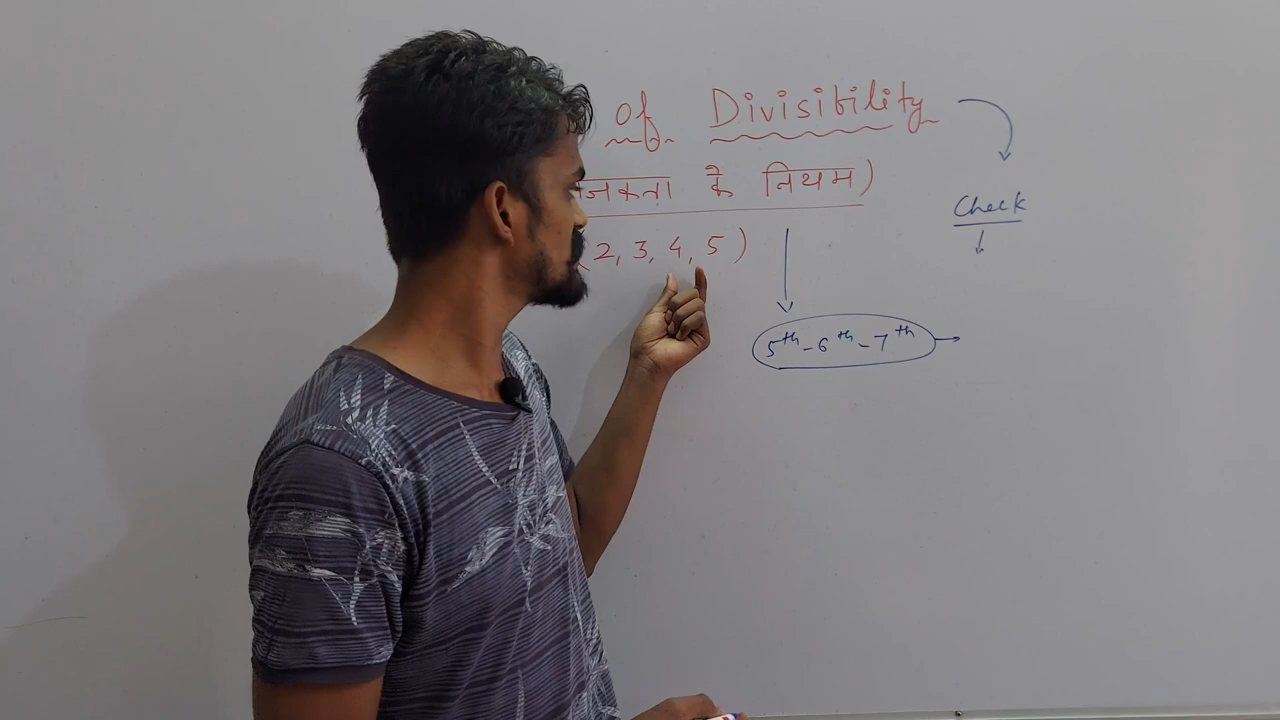 Of Divisibility
जकता के नियम)
(2, 3, 4, 5)
Check
5th - 6th - 7th